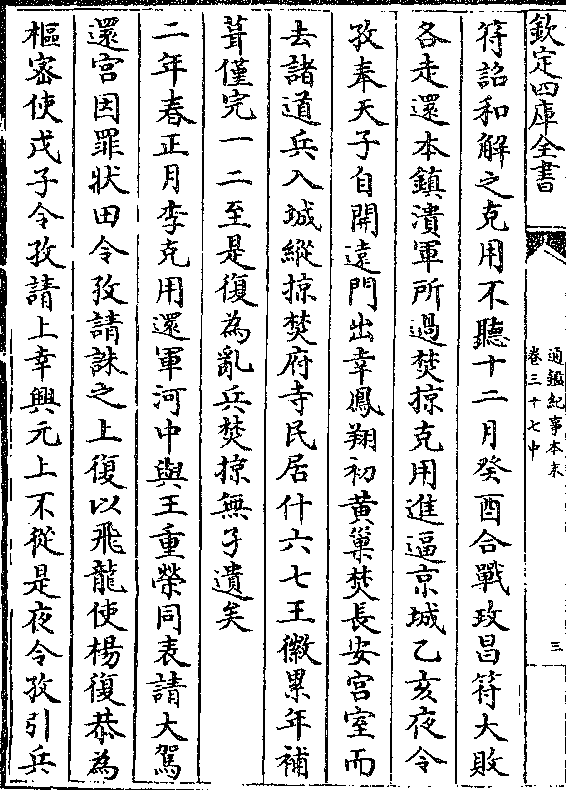 欽定四庫全書
通鑑紀事本末
卷三十七中
三
符詔和解之克用不聽十二月癸酉合戰玫昌符大敗
各走還本鎮潰軍所過焚掠克用進逼京城乙亥夜令
孜奉天子自開遠門出幸鳳翔初黃巢焚長安宮室而
去諸道兵入城縱掠焚府寺民居什六七王徽累年補
葺僅完一二至是復為亂兵焚掠無孑遺矣
二年春正月李克用還軍河中與王重榮同表請大駕
還宮因罪狀田令孜請誅之上復以飛龍使楊復恭為
樞密使戊子令孜請上幸興元上不從是夜令孜引兵